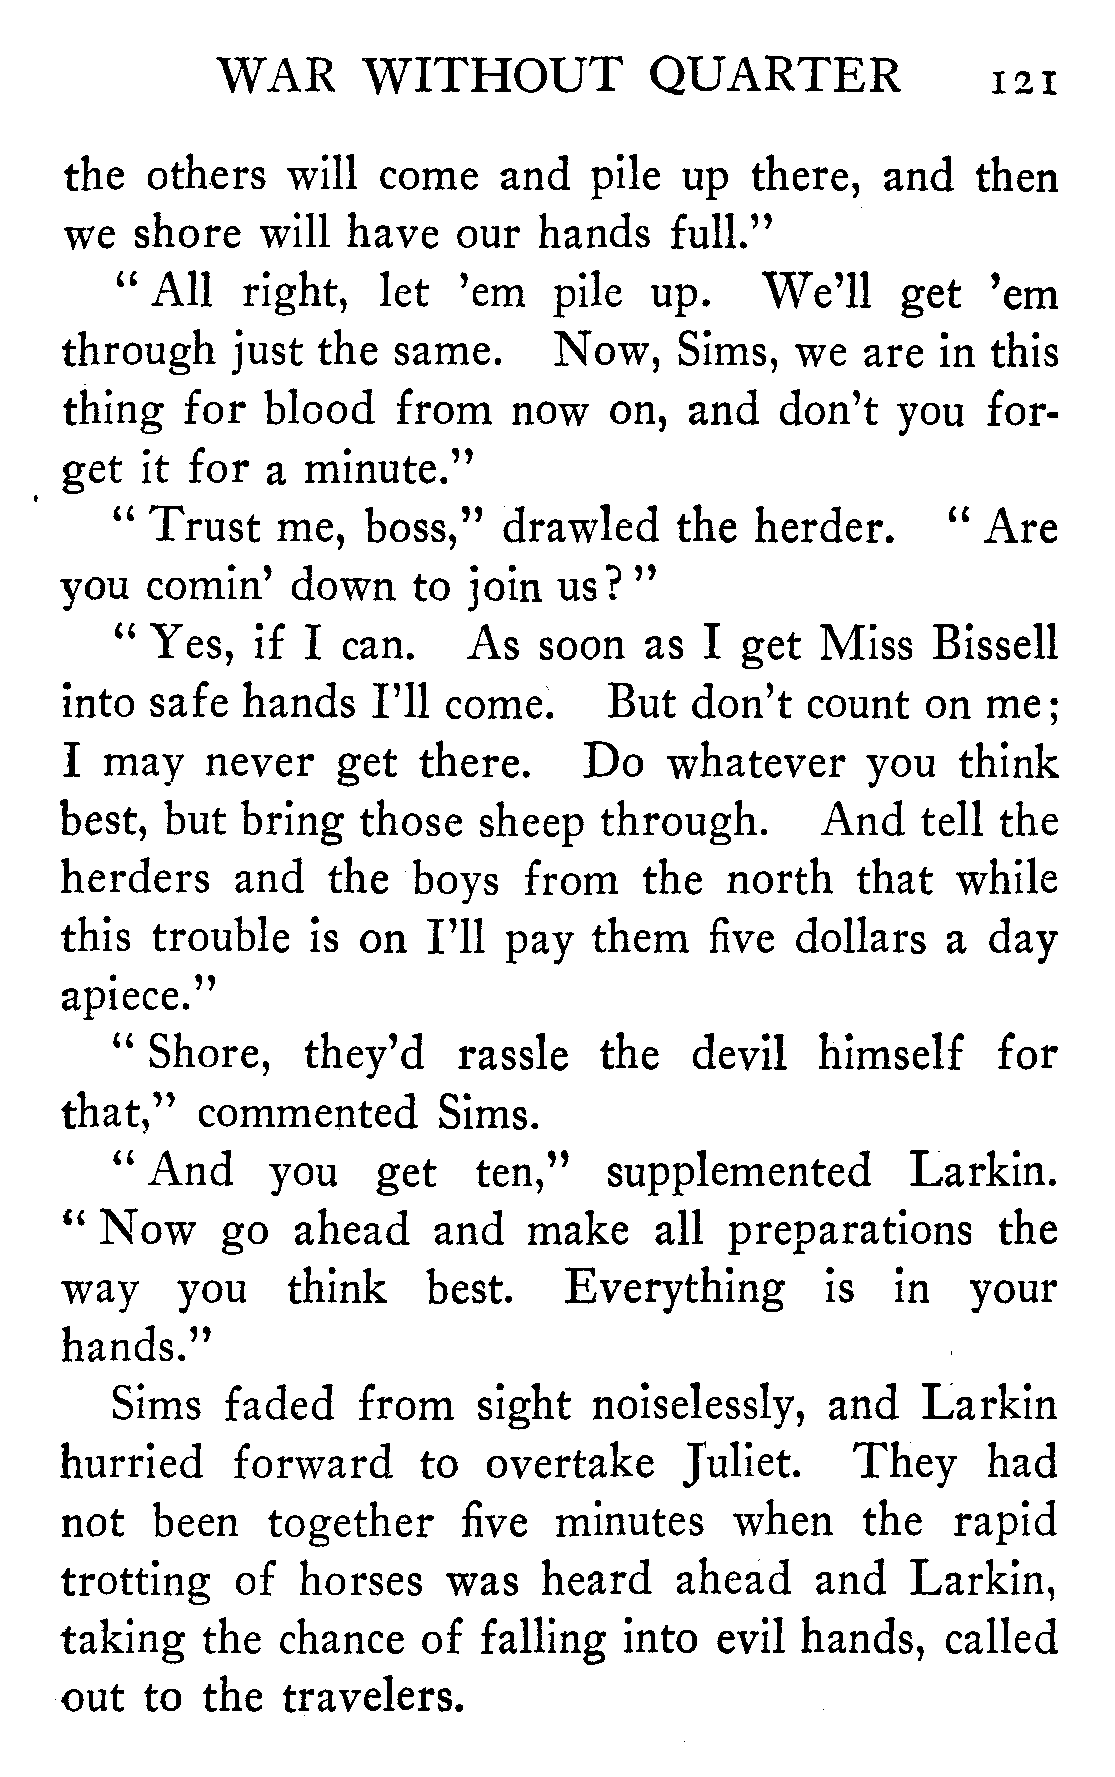 WAR WITHOUT QUARTER 121
the others will come and pile up there, and then
we shore will have our hands full."
" All right, let 'em pile up. We'll get 'em
through just the same. Now, Sims, we are in this
thing for blood from now on, and don't you for-
get it for a minute."
" Trust me, boss," drawled the herder. " Are
you comin' down to join us? "
" Yes, if I can. As soon as I get Miss Bissell
into safe hands I'll come. But don't count on me;
I may never get there. Do whatever you think
best, but bring those sheep through. And tell the
herders and the boys from the north that while
this trouble is on I'll pay them five dollars a day
apiece."
" Shore, they'd rassle the devil himself for
that," commented Sims.
" And you get ten," supplemented Larkin.
" Now go ahead and make all preparations the
way you think best. Everything is in your
hands."
Sims faded from sight noiselessly, and Larkin
hurried forward to overtake Juliet. They had
not been together five minutes when the rapid
trotting of horses was heard ahead and Larkin,
taking the chance of falling into evil hands, called
out to the travelers.